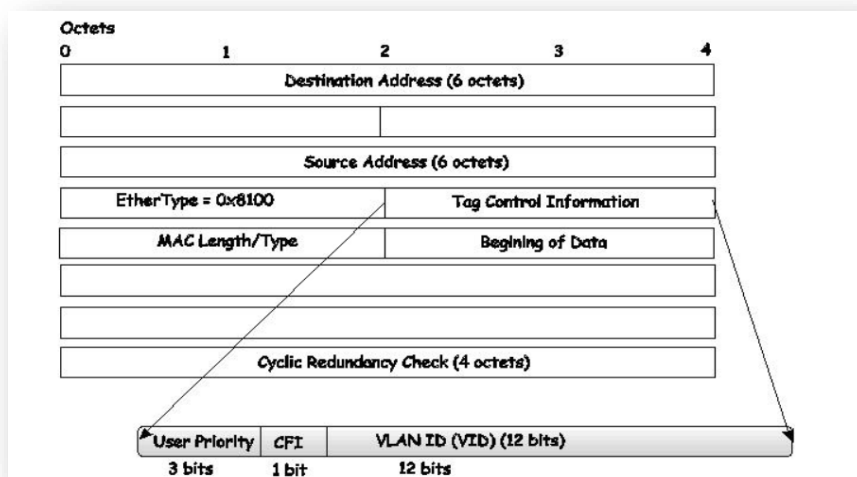 Octets
0 1 2 3 4
Destination Address (6 octets)
Source Address (6 octets)
EtherType = 0x8100 Tag Control Information
MAC Length/Type Begining of Data
Cyclic Redundancy Check (4 octets)
User Priority CFI VLAN ID (VID) (12 bits)
3 bits 1 bit 12 bits